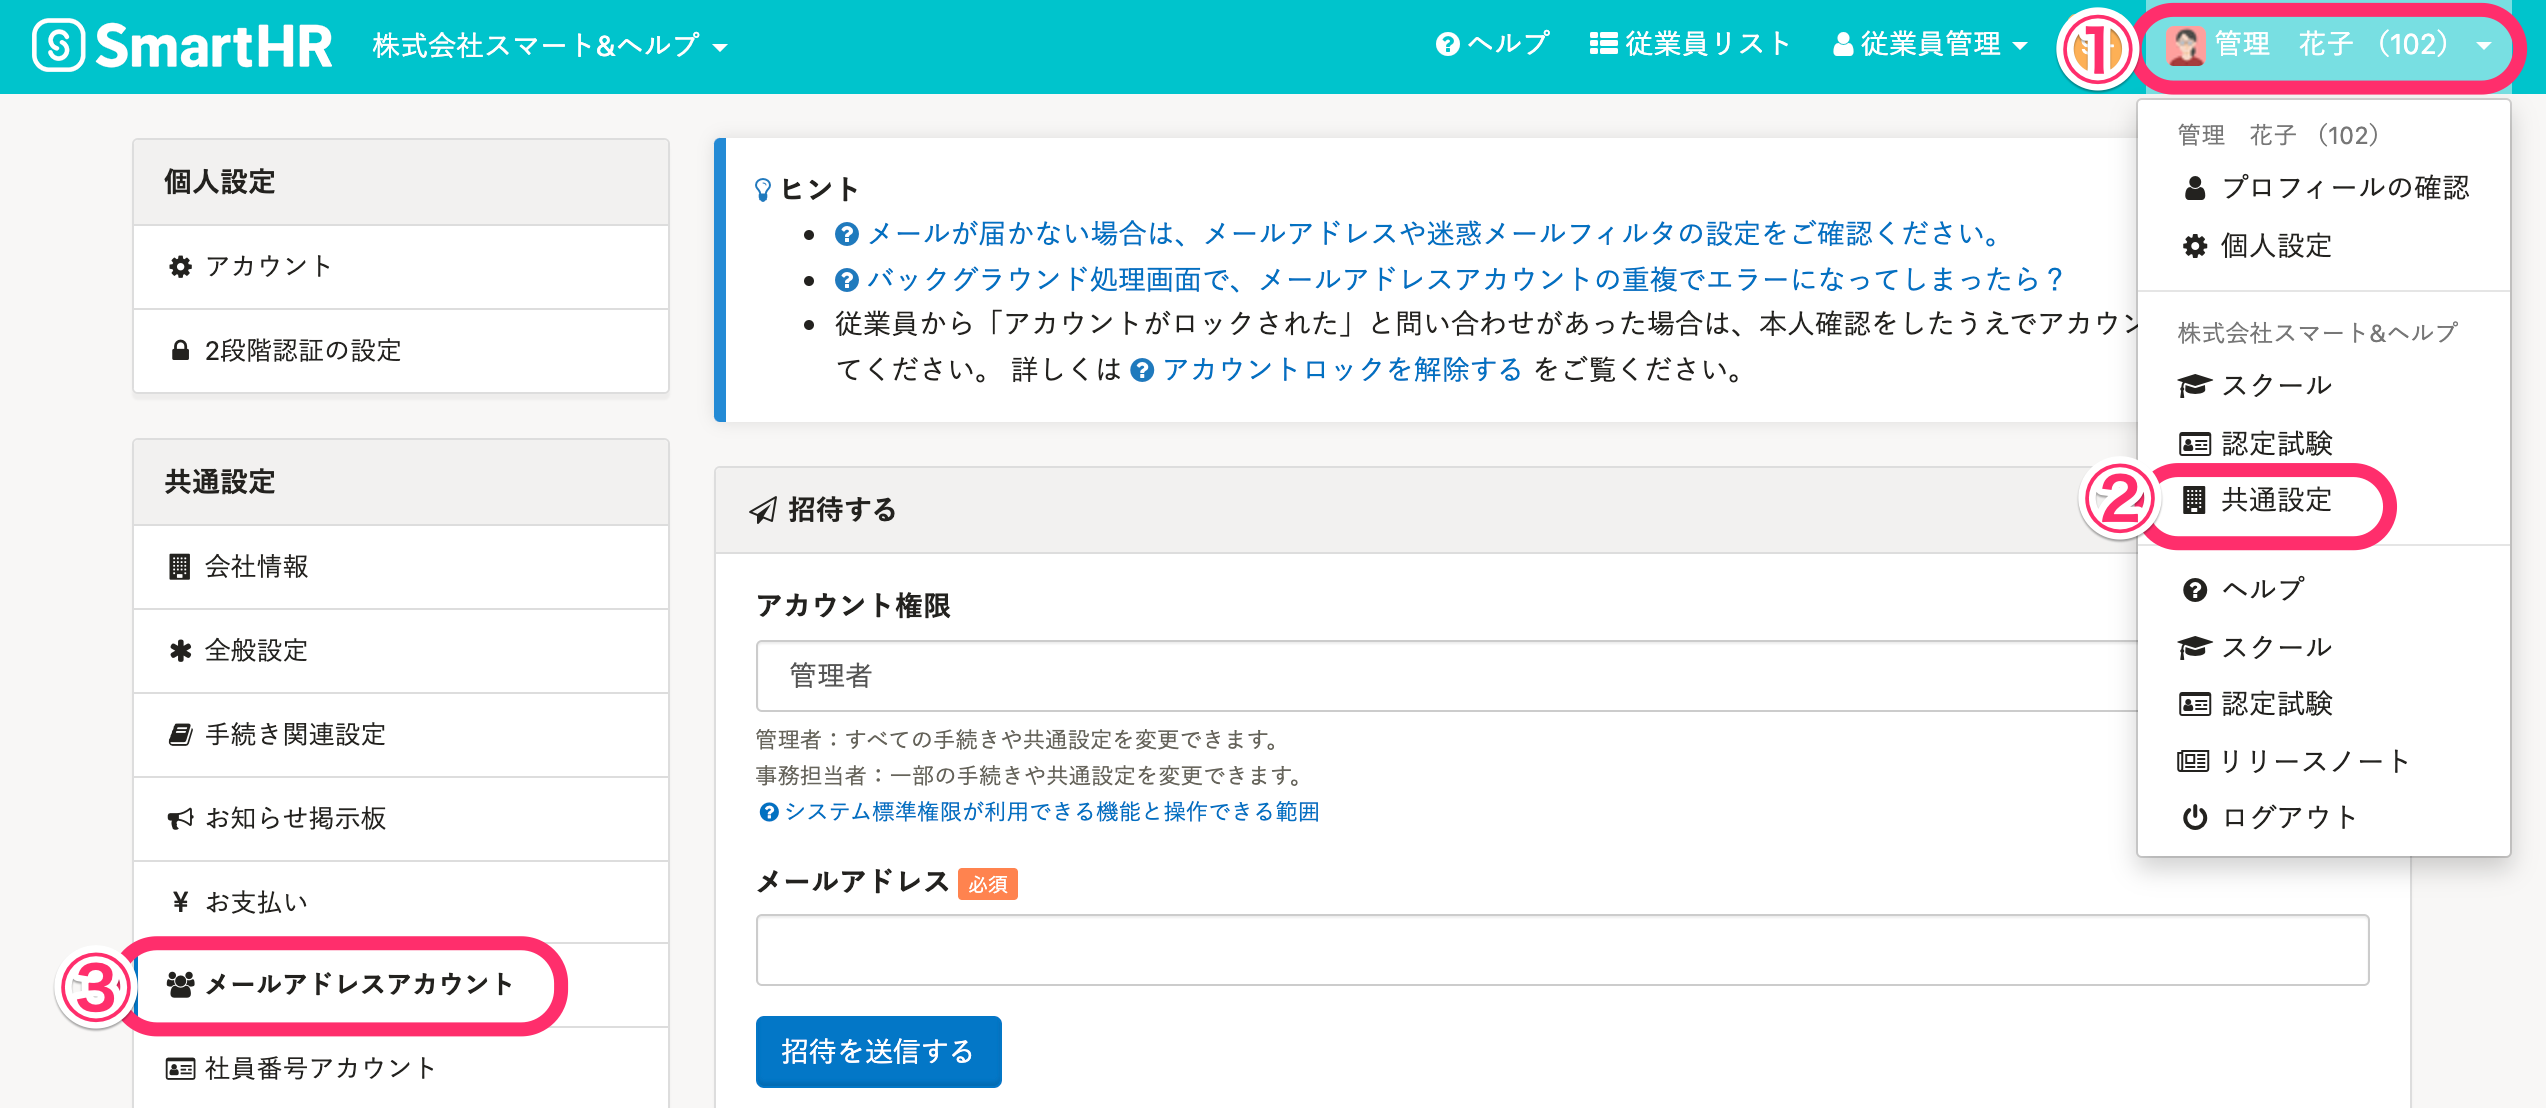 SmartHR 株式会社スマート&ヘルプ ヘルプ 従業員リスト 従業員管理 ① 管理　花子 （102）
個人設定
アカウント
2段階認証の設定
共通設定
会社情報
全般設定
手続き関連設定
お知らせ掲示板
¥ お支払い
③ メールアドレスアカウント
社員番号アカウント
ヒント
メールが届かない場合は、メールアドレスや迷惑メールフィルタの設定をご確認ください。
バックグラウンド処理画面で、メールアドレスアカウントの重複でエラーになってしまったら？
従業員から「アカウントがロックされた」と問い合わせがあった場合は、本人確認をしたうえでアカウン
てください。 詳しくは アカウントロックを解除する をご覧ください。
招待する
アカウント権限
管理者
管理者：すべての手続きや共通設定を変更できます。
事務担当者：一部の手続きや共通設定を変更できます。
システム標準権限が利用できる機能と操作できる範囲
メールアドレス 必須
招待を送信する
管理　花子 （102）
プロフィールの確認
個人設定
株式会社スマート&ヘルプ
スクール
認定試験
② 共通設定
ヘルプ
スクール
認定試験
リリースノート
ログアウト